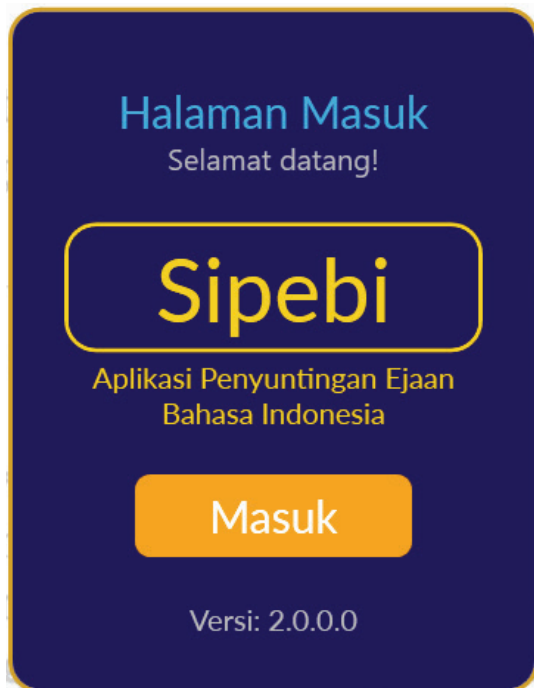 Halaman Masuk
Selamat datang!
Sipebi
Aplikasi Penyuntingan Ejaan
Bahasa Indonesia
Masuk
Versi: 2.0.0.0